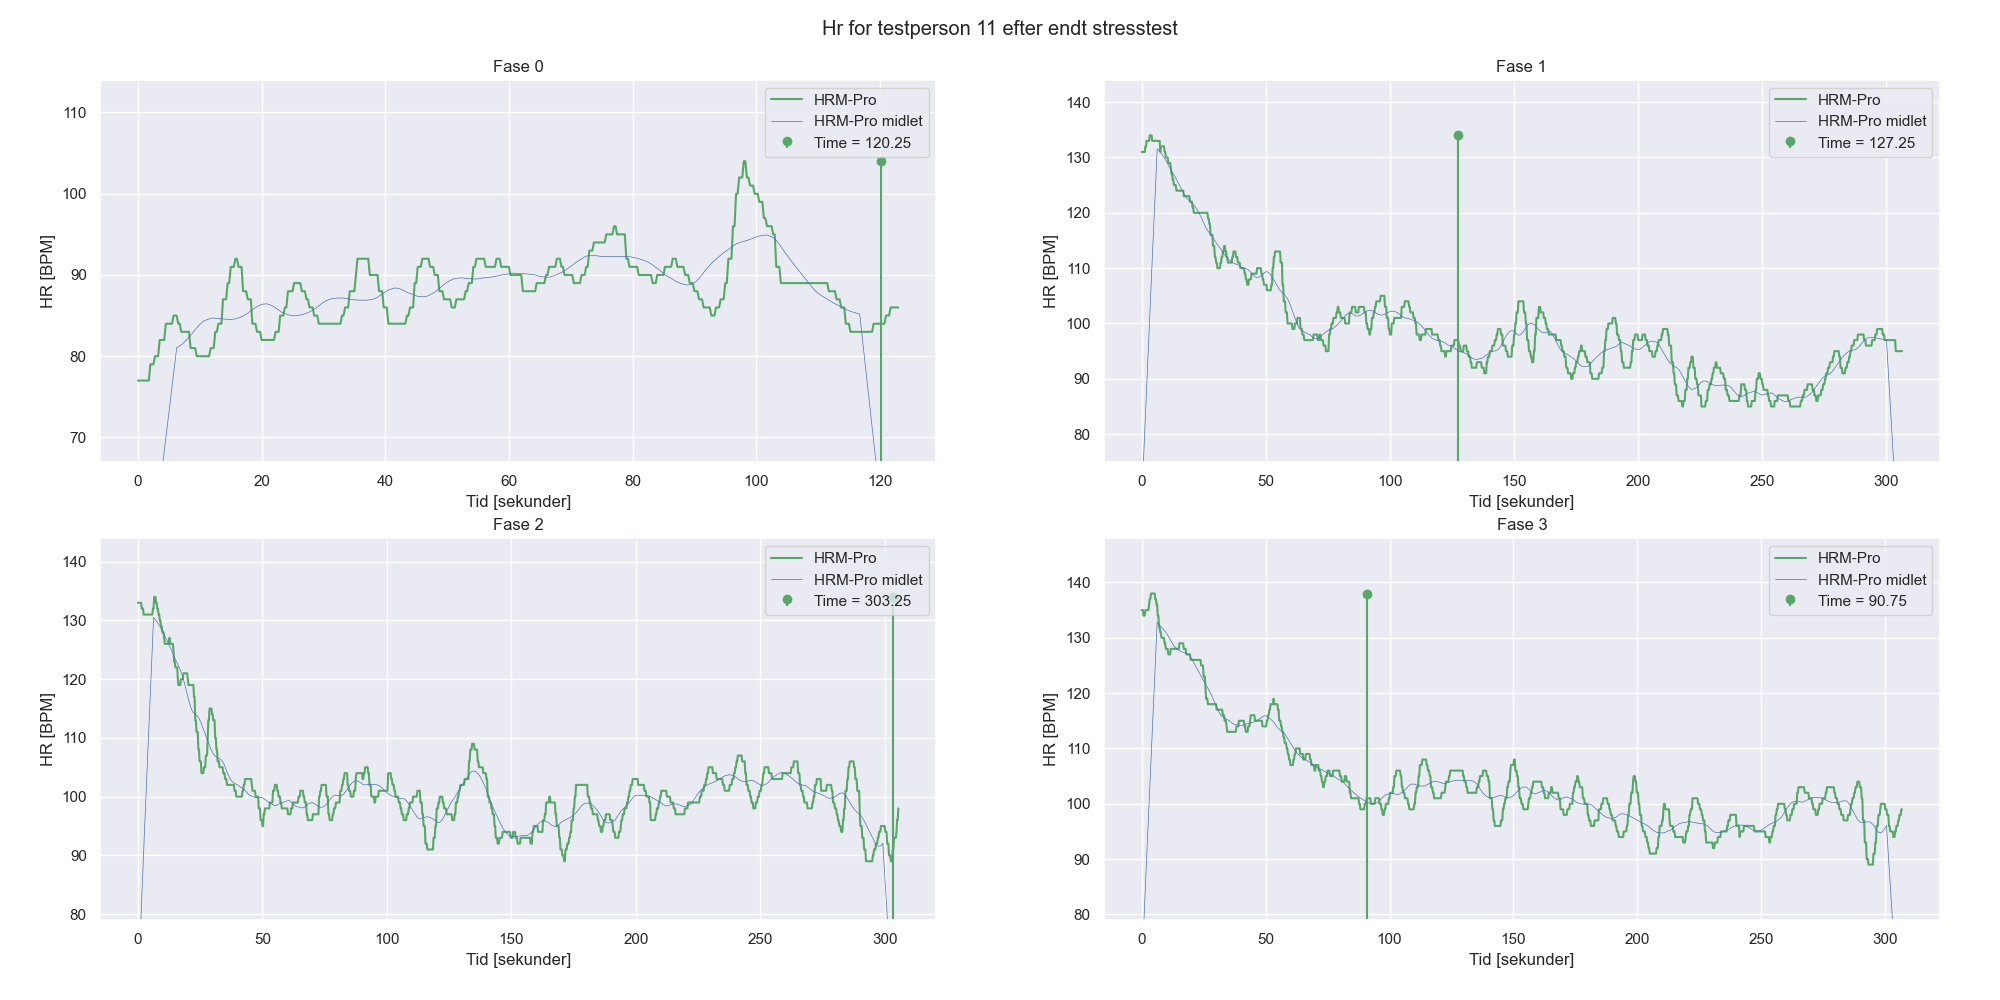 Hr for testperson 11 efter endt stresstest
Fase 0
HR [BPM]
110
100
90
80
70
HRM-Pro
HRM-Pro midlet
Time = 120.25
0 20 40 60 80 100 120
Tid [sekunder]
Fase 1
HR [BPM]
140
130
120
110
100
90
80
HRM-Pro
HRM-Pro midlet
Time = 127.25
0 50 100 150 200 250 300
Tid [sekunder]
Fase 2
HR [BPM]
140
130
120
110
100
90
80
HRM-Pro
HRM-Pro midlet
Time = 303.25
0 50 100 150 200 250 300
Tid [sekunder]
Fase 3
HR [BPM]
140
130
120
110
100
90
80
HRM-Pro
HRM-Pro midlet
Time = 90.75
0 50 100 150 200 250 300
Tid [sekunder]